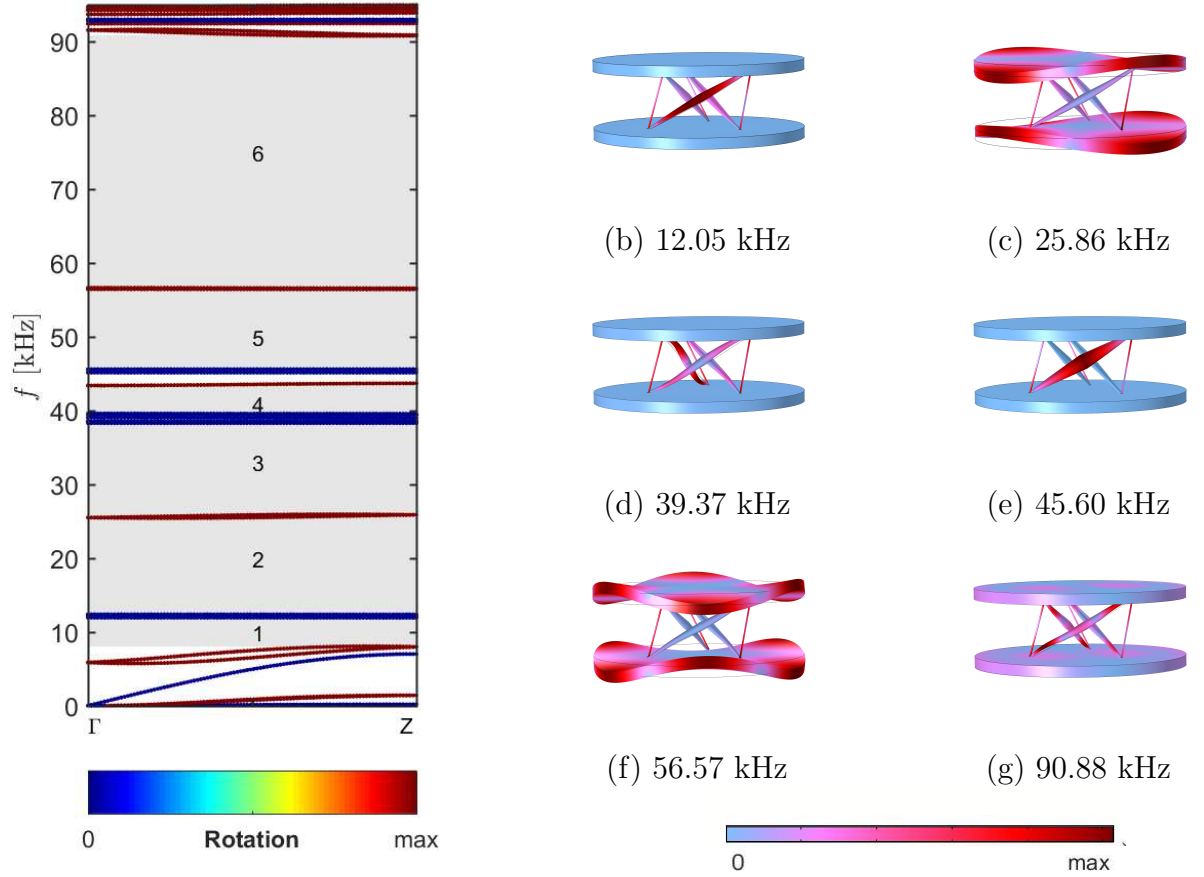 90
80
70
60
50
40
30
20
10
0
f [kHz]
6
5
4
3
2
1
Γ Z
0 Rotation max
(b) 12.05 kHz (c) 25.86 kHz
(d) 39.37 kHz (e) 45.60 kHz
(f) 56.57 kHz (g) 90.88 kHz
0 max